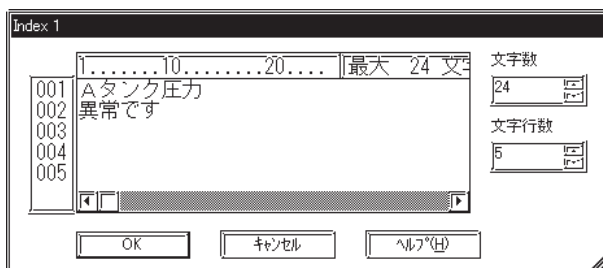 Index 1
1.......10........20.... 最大 24 文字
文字数
24
001 Aタンク圧力
002 異常です
003
004
005
文字行数
5
OK キャンセル ヘルプ(H)